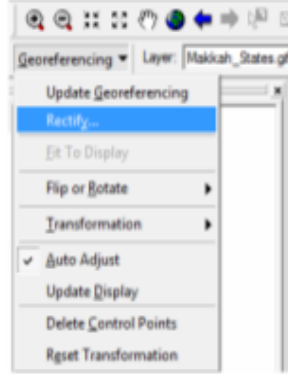 Georeferencing Layer: Makkah_States.gi
Update Georeferencing
Rectify...
Fit To Display
Flip or Rotate
Transformation
Auto Adjust
Update Display
Delete Control Points
Reset Transformation